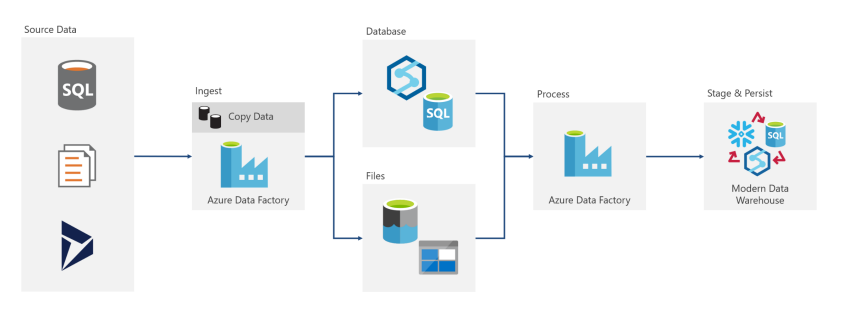 Source Data
SQL
Ingest
Copy Data
Azure Data Factory
Database
SQL
Files
Process
Azure Data Factory
Stage & Persist
SQL
Modern Data
Warehouse